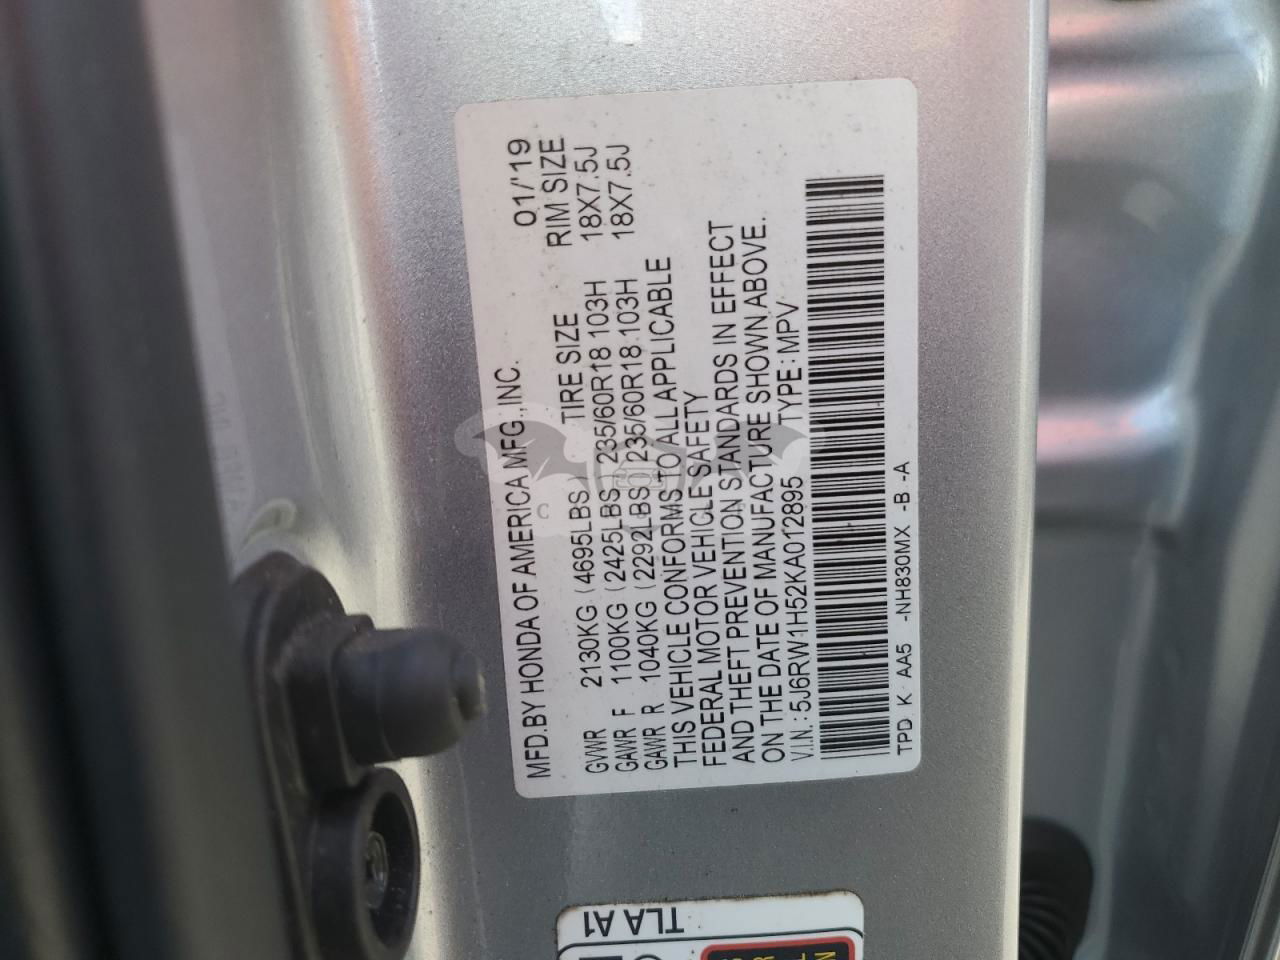 MFD.BY HONDA OF AMERICA MFG.,INC. 01/'19
TIRE SIZE RIM SIZE
GVWR 2130KG (4695LBS
GAWR F 1100KG (2425LBS 235/60R18 103H 18X7.5J
GAWR R 1040KG (2292LBS 235/60R18 103H 18X7.5J
THIS VEHICLE CONFORMS TO ALL APPLICABLE
FEDERAL MOTOR VEHICLE SAFETY
AND THEFT PREVENTION STANDARDS IN EFFECT
ON THE DATE OF MANUFACTURE SHOWN ABOVE.
V.I.N.: 5J6RW1H52KA012895 TYPE: MPV
TPD K AA5 -NH830MX -B -A
TLA A1